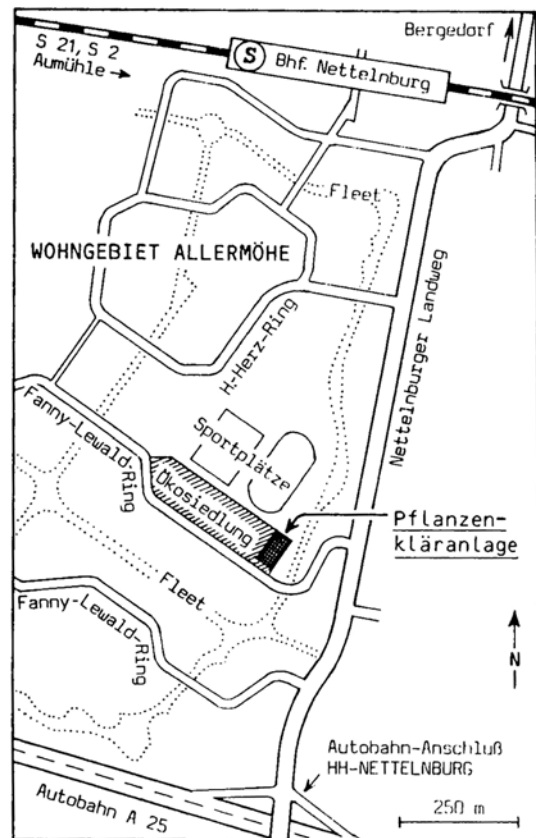 Bergedorf
S 21, S 2
Aumühle
S Bhf. Nettelnburg
Fleet
WOHNGEBIET ALLERMÖHE
H-Herz-Ring
Nettelnburger Landweg
Fanny-Lewald-
Ring
Sportplätze
Ökosiedlung
Pflanzen-
kläranlage
Fleet
Fanny-Lewald-
Ring
N
Autobahn-Anschluß
HH-NETTELNBURG
Autobahn A 25
250 m